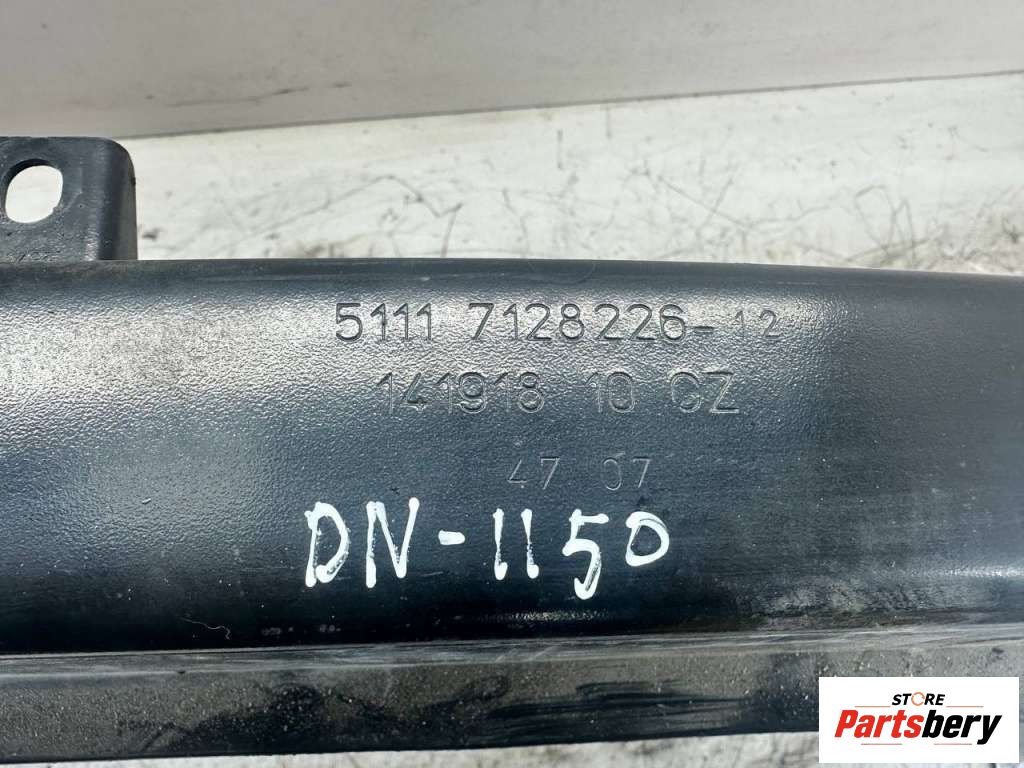 5111 7128226-12
141918 10 CZ
47 07
DN-1150
STORE
Partsbery